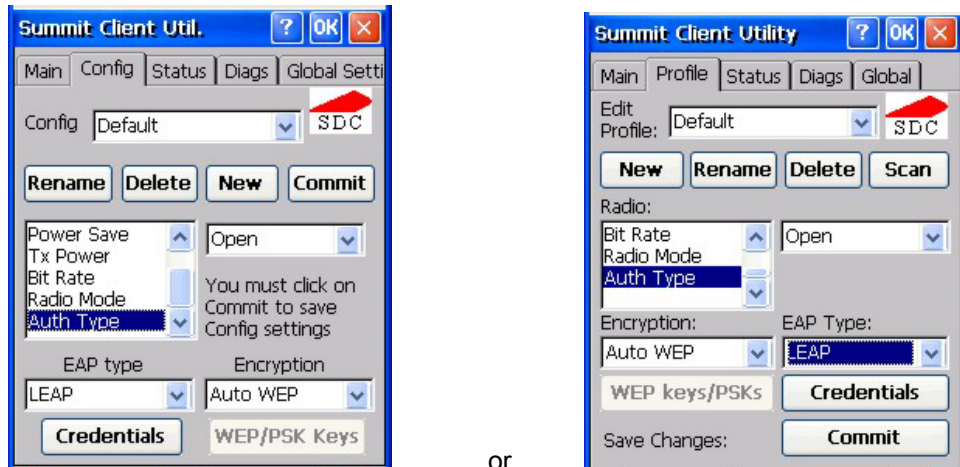 Summit Client Util. ? OK
Main Config Status Diags Global Setti
Config Default SDC
Rename Delete New Commit
Power Save
Tx Power
Bit Rate
Radio Mode
Auth Type
Open
You must click on
Commit to save
Config settings
EAP type Encryption
LEAP Auto WEP
Credentials WEP/PSK Keys
or
Summit Client Utility ? OK
Main Profile Status Diags Global
Edit
Profile: Default SDC
New Rename Delete Scan
Radio:
Bit Rate
Radio Mode
Auth Type
Open
Encryption: EAP Type:
Auto WEP LEAP
WEP keys/PSKs Credentials
Save Changes: Commit